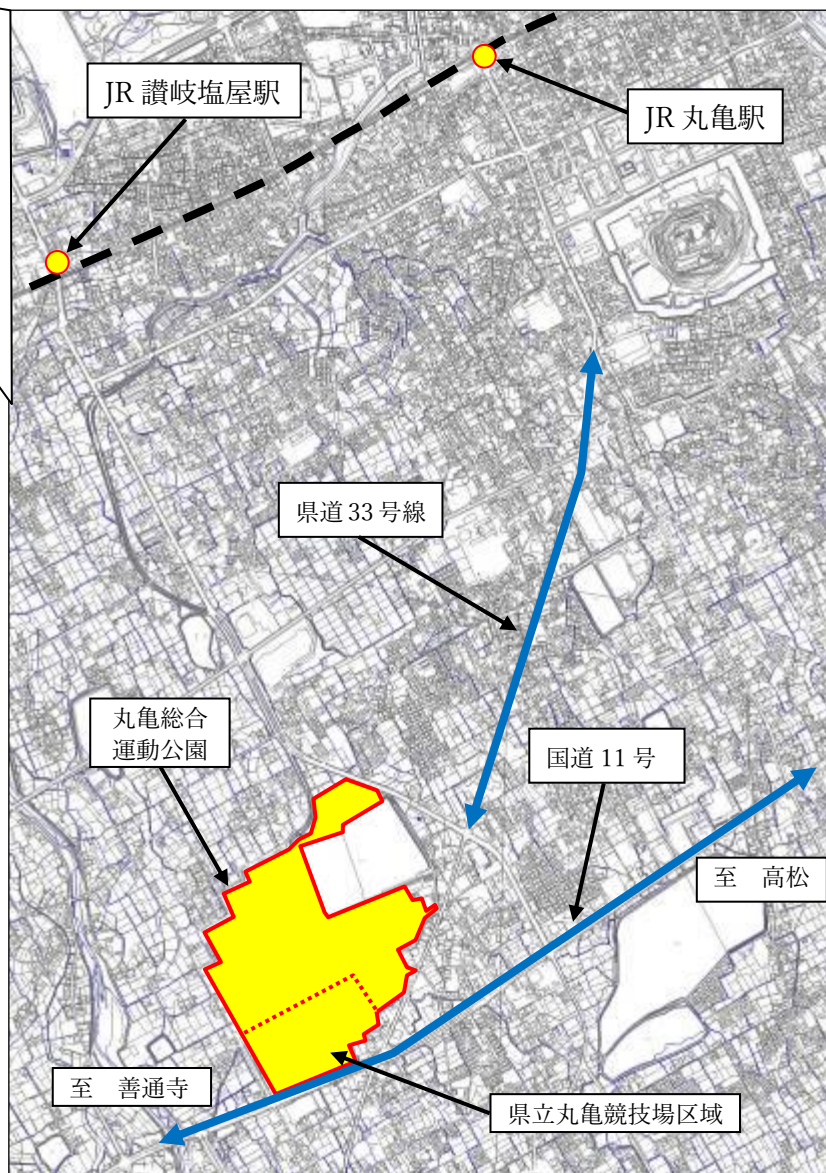 JR 讃岐塩屋駅
JR 丸亀駅
県道 33 号線
丸亀総合
運動公園
国道 11 号
至　高松
至　善通寺
県立丸亀競技場区域